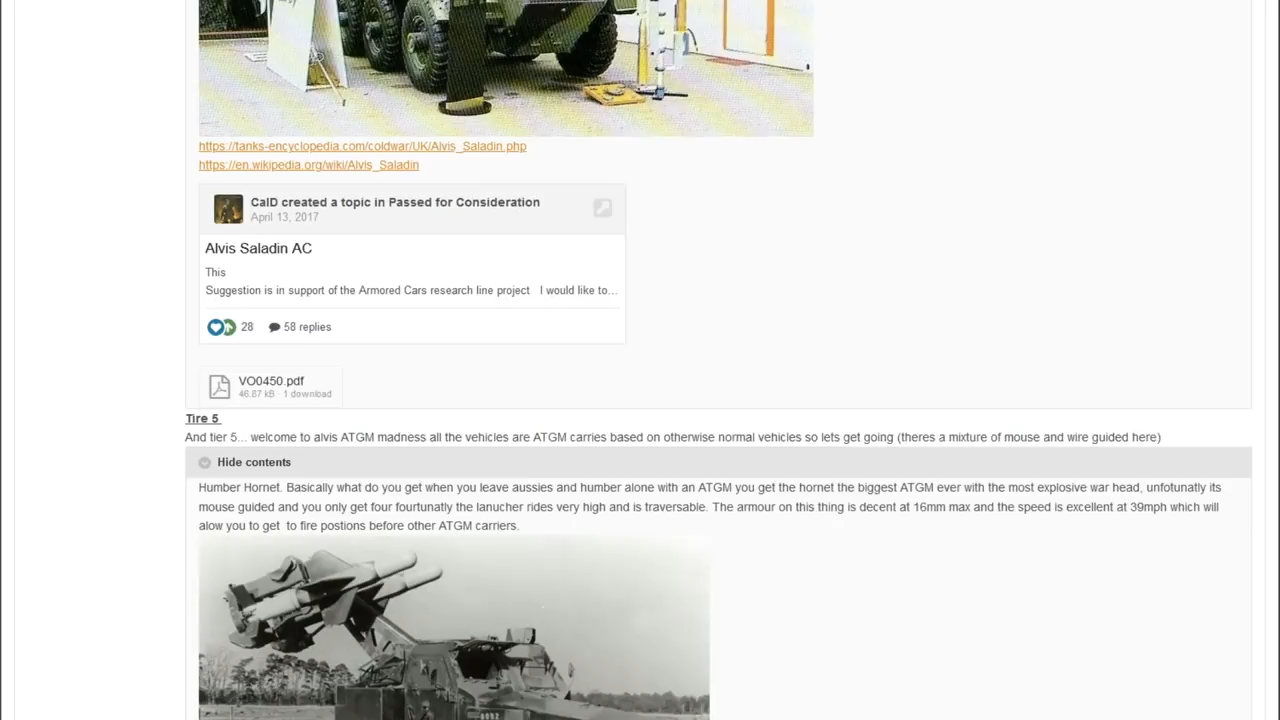 https://tanks-encyclopedia.com/coldwar/UK/Alvis_Saladin.php
https://en.wikipedia.org/wiki/Alvis_Saladin
CalD created a topic in Passed for Consideration
April 13, 2017
Alvis Saladin AC
This
Suggestion is in support of the Armored Cars research line project   I would like to...
28   58 replies
VO0450.pdf
46.87 kB   1 download
Tire 5
And tier 5... welcome to alvis ATGM madness all the vehicles are ATGM carries based on otherwise normal vehicles so lets get going (theres a mixture of mouse and wire guided here)
Hide contents
Humber Hornet. Basically what do you get when you leave aussies and humber alone with an ATGM you get the hornet the biggest ATGM ever with the most explosive war head, unfotunatly its
mouse guided and you only get four fourtunatly the lanucher rides very high and is traversable. The armour on this thing is decent at 16mm max and the speed is excellent at 39mph which will
alow you to get  to fire postions before other ATGM carriers.